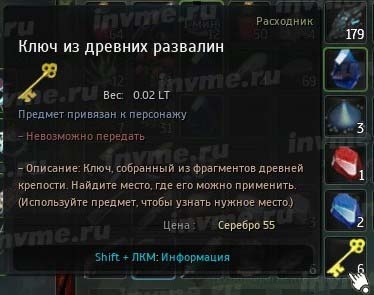 Расходник
Ключ из древних развалин
179
Вес: 0.02 LT
Предмет привязан к персонажу
– Невозможно передать
3
– Описание: Ключ, собранный из фрагментов древней
крепости. Найдите место, где его можно применить.
(Используйте предмет, чтобы узнать нужное место.)
1
Цена : Серебро 55
2
Shift + ЛКМ: Информация
6
invme.ru